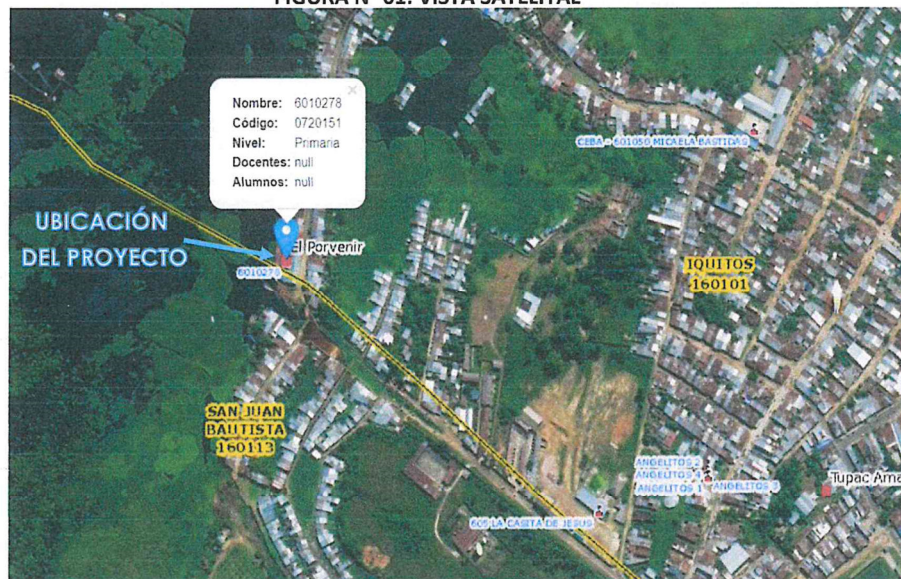 FIGURA N° 01: VISTA SATELITAL
Nombre: 6010278
Código: 0720151
Nivel: Primaria
Docentes: null
Alumnos: null
UBICACIÓN
DEL PROYECTO
El Porvenir
6010278
CEBA - 601050 MICAELA BASTIDAS
IQUITOS
160101
SAN JUAN
BAUTISTA
160113
ANGELITOS 2
ANGELITOS 4
ANGELITOS 1
ANGELITOS 3
Tupac Ama
605 LA CASITA DE JESUS